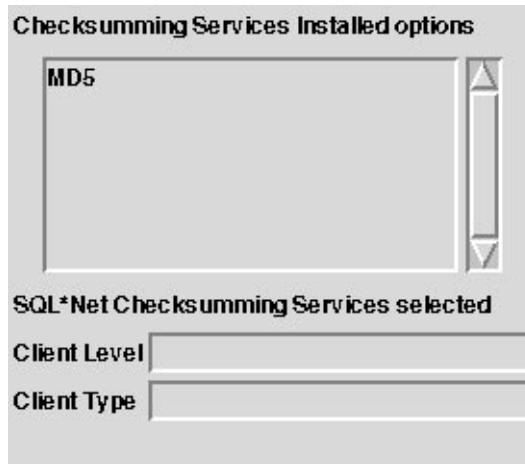 Checksumming Services Installed options
MD5
SQL*Net Checksumming Services selected
Client Level
Client Type